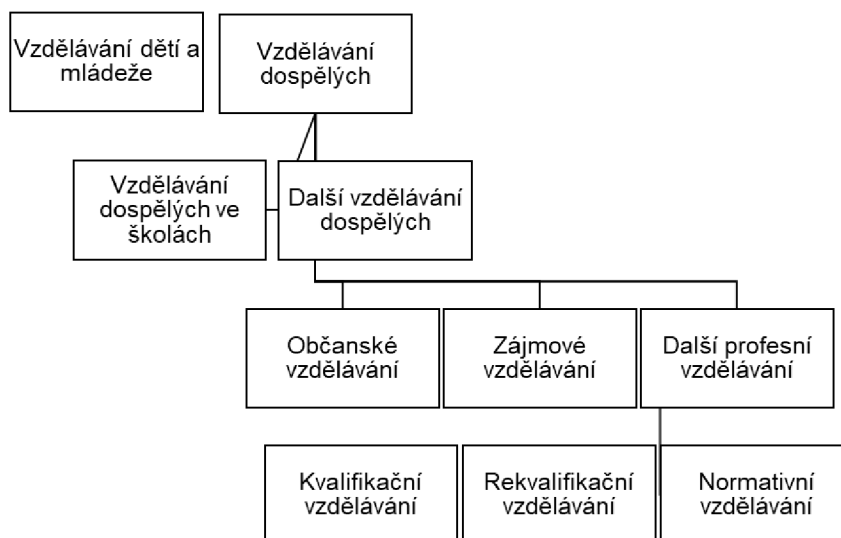 Vzdělávání dětí a
mládeže
Vzdělávání
dospělých
Vzdělávání
dospělých ve
školách
Další vzdělávání
dospělých
Občanské
vzdělávání
Zájmové
vzdělávání
Další profesní
vzdělávání
Kvalifikační
vzdělávání
Rekvalifikační
vzdělávání
Normativní
vzdělávání